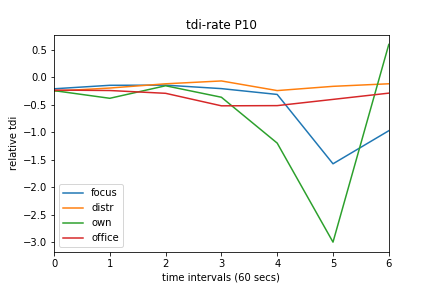 tdi-rate P10
relative tdi
0.5
0.0
−0.5
−1.0
−1.5
−2.0
−2.5
−3.0
focus
distr
own
office
0 1 2 3 4 5 6
time intervals (60 secs)